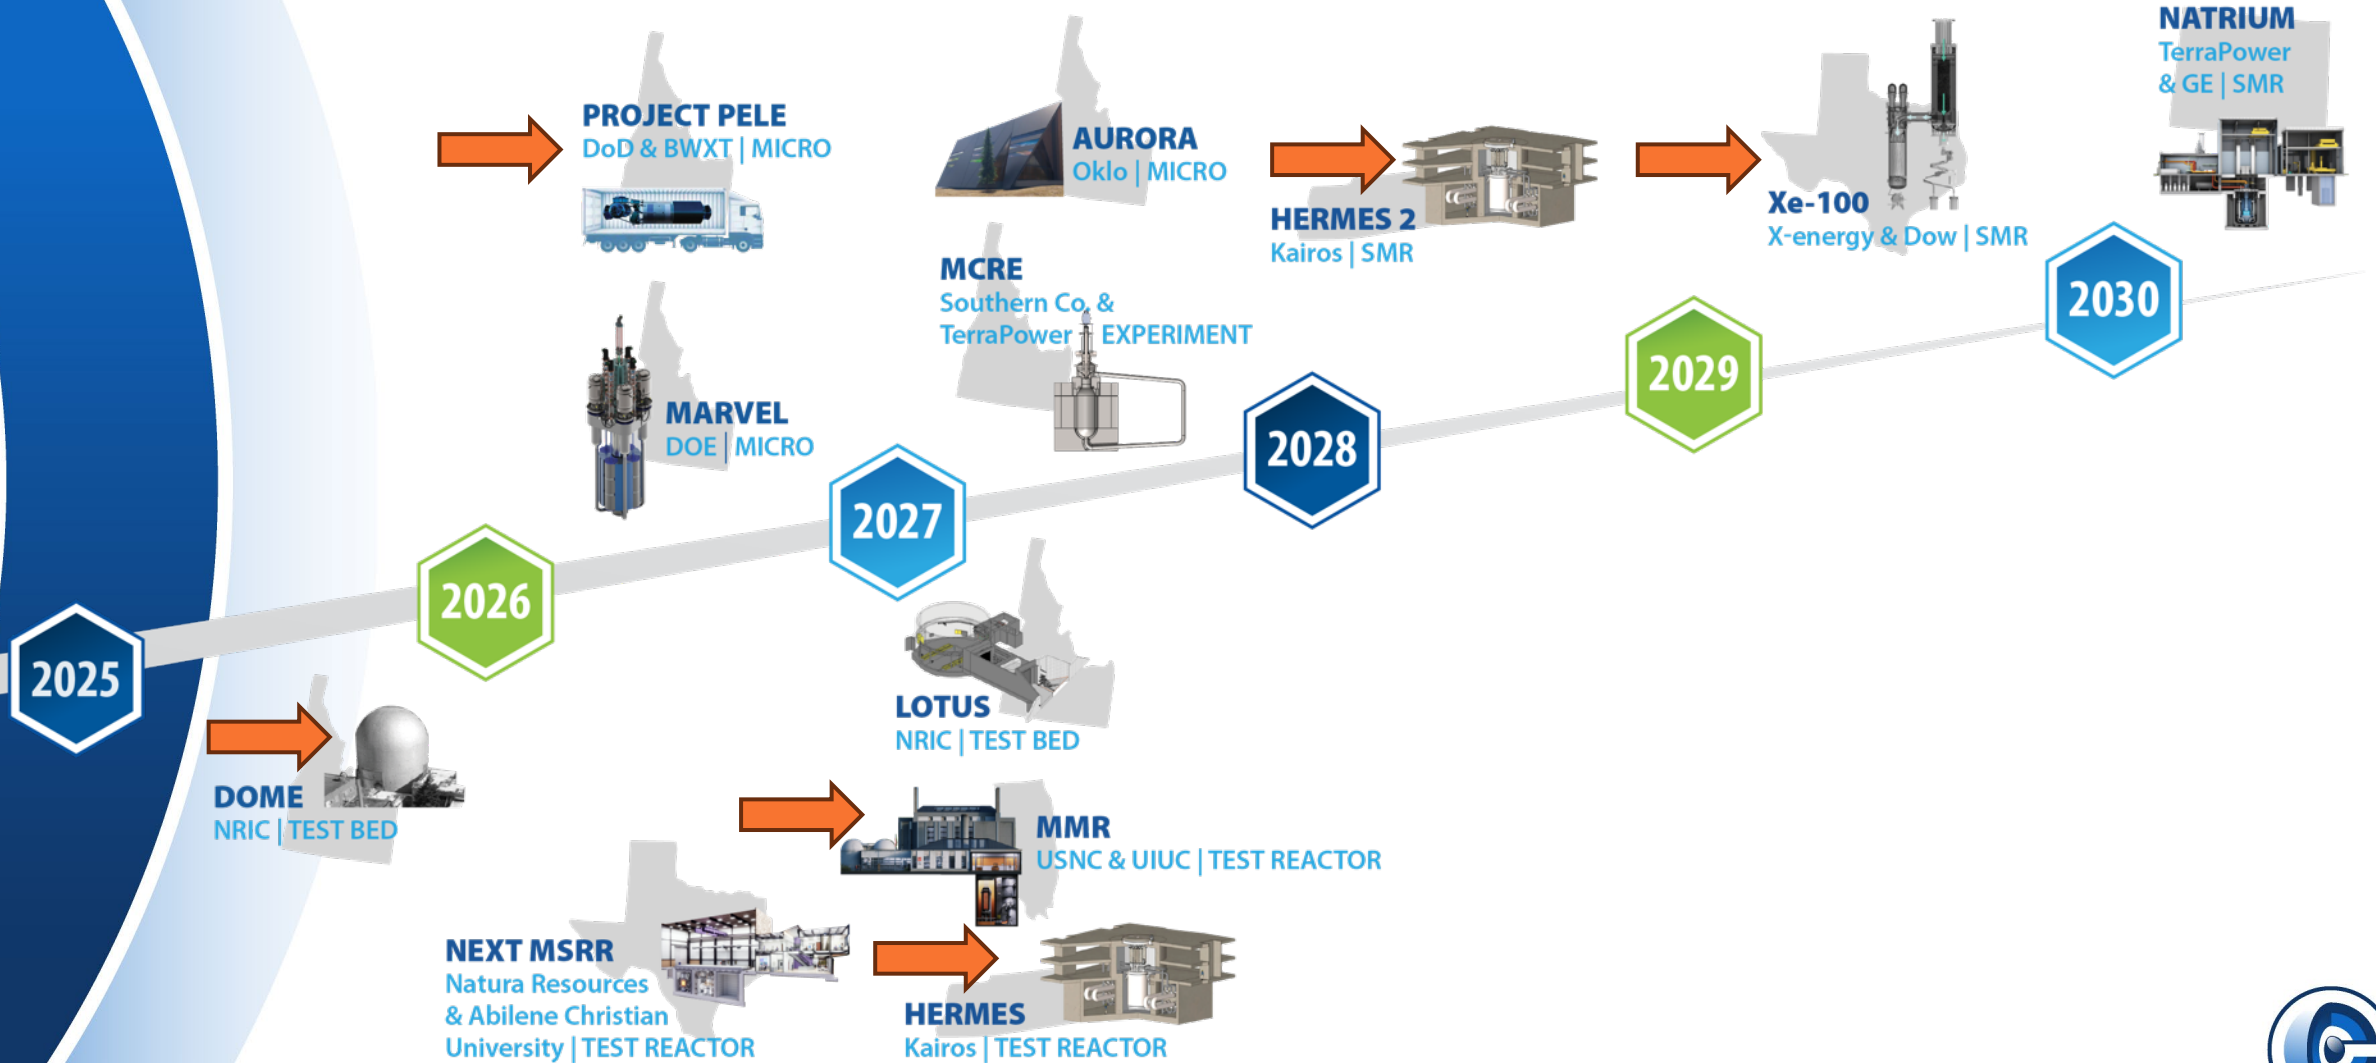 NATRIUM
TerraPower
& GE | SMR
PROJECT PELE
DoD & BWXT | MICRO
AURORA
Oklo | MICRO
HERMES 2
Kairos | SMR
Xe-100
X-energy & Dow | SMR
MCRE
Southern Co. &
TerraPower | EXPERIMENT
MARVEL
DOE | MICRO
2025
2026
2027
2028
2029
2030
DOME
NRIC | TEST BED
LOTUS
NRIC | TEST BED
MMR
USNC & UIUC | TEST REACTOR
NEXT MSRR
Natura Resources
& Abilene Christian
University | TEST REACTOR
HERMES
Kairos | TEST REACTOR